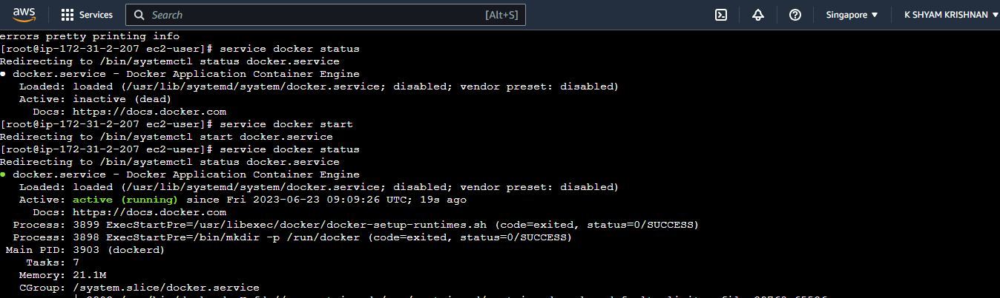 aws Services Search [Alt+S] Singapore K SHYAM KRISHNAN
errors pretty printing info
[root@ip-172-31-2-207 ec2-user]# service docker status
Redirecting to /bin/systemctl status docker.service
● docker.service - Docker Application Container Engine
Loaded: loaded (/usr/lib/systemd/system/docker.service; disabled; vendor preset: disabled)
Active: inactive (dead)
Docs: https://docs.docker.com
[root@ip-172-31-2-207 ec2-user]# service docker start
Redirecting to /bin/systemctl start docker.service
[root@ip-172-31-2-207 ec2-user]# service docker status
Redirecting to /bin/systemctl status docker.service
● docker.service - Docker Application Container Engine
Loaded: loaded (/usr/lib/systemd/system/docker.service; disabled; vendor preset: disabled)
Active: active (running) since Fri 2023-06-23 09:09:26 UTC; 19s ago
Docs: https://docs.docker.com
Process: 3899 ExecStartPre=/usr/libexec/docker/docker-setup-runtimes.sh (code=exited, status=0/SUCCESS)
Process: 3898 ExecStartPre=/bin/mkdir -p /run/docker (code=exited, status=0/SUCCESS)
Main PID: 3903 (dockerd)
Tasks: 7
Memory: 21.1M
CGroup: /system.slice/docker.service